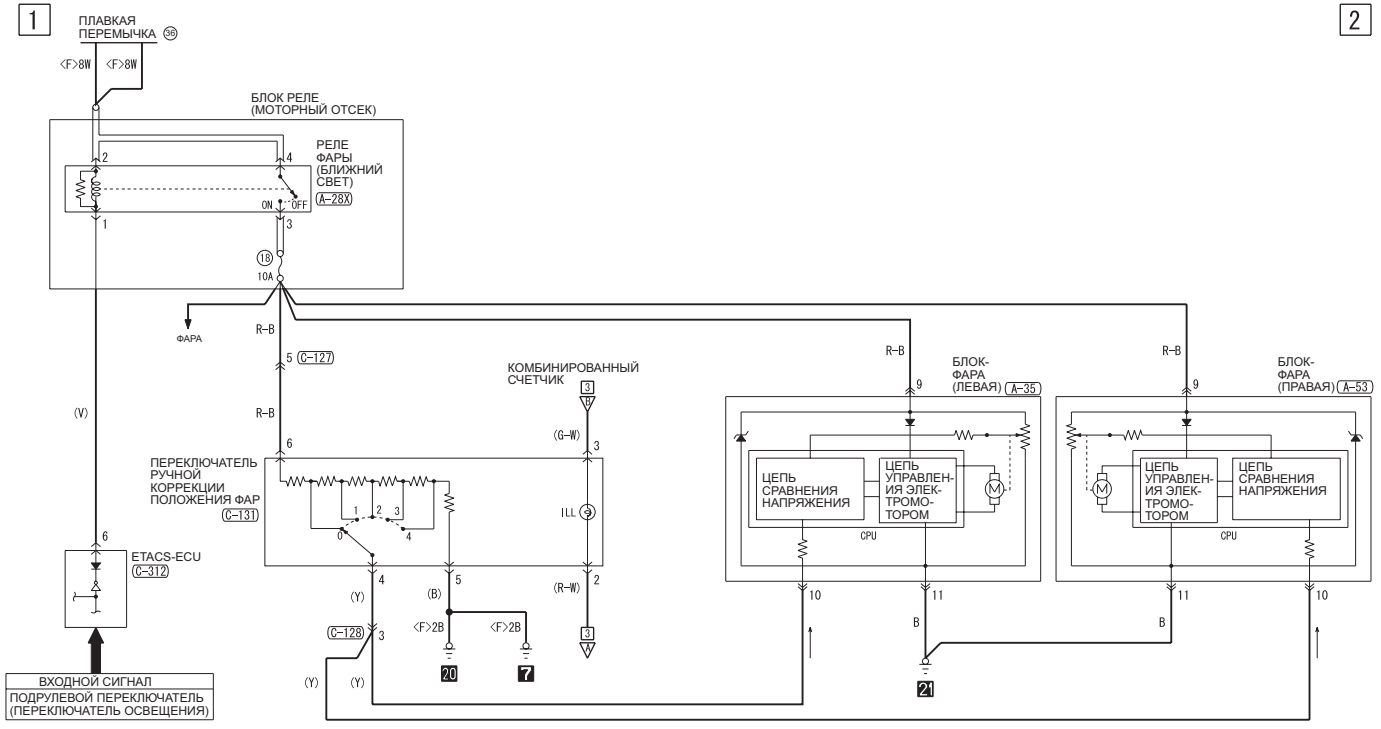 1
2
ПЛАВКАЯ
ПЕРЕМЫЧКА 36
<F>8W
<F>8W
БЛОК РЕЛЕ
(МОТОРНЫЙ ОТСЕК)
2
4
РЕЛЕ
ФАРЫ
(БЛИЖНИЙ
СВЕТ)
A-28X
ON
OFF
1
3
18
10A
ФАРА
R-B
5
C-127
R-B
(V)
КОМБИНИРОВАННЫЙ
СЧЕТЧИК
3
B
(G-W)
3
6
ПЕРЕКЛЮЧАТЕЛЬ
РУЧНОЙ
КОРРЕКЦИИ
ПОЛОЖЕНИЯ ФАР
C-131
0
1
2
3
4
ILL
4
5
2
(Y)
(B)
(R-W)
C-128
3
<F>2B
<F>2B
3
A
20
7
(Y)
(Y)
6
ETACS-ECU
C-312
ВХОДНОЙ СИГНАЛ
ПОДРУЛЕВОЙ ПЕРЕКЛЮЧАТЕЛЬ
(ПЕРЕКЛЮЧАТЕЛЬ ОСВЕЩЕНИЯ)
R-B
9
БЛОК-
ФАРА
(ЛЕВАЯ)
A-35
ЦЕПЬ
СРАВНЕНИЯ
НАПРЯЖЕНИЯ
ЦЕПЬ
УПРАВЛЕН-
ИЯ ЭЛЕК-
ТРОМО-
ТОРОМ
M
CPU
10
11
B
21
R-B
9
БЛОК-
ФАРА
(ПРАВАЯ)
A-53
M
ЦЕПЬ
УПРАВЛЕН-
ИЯ ЭЛЕК-
ТРОМО-
ТОРОМ
ЦЕПЬ
СРАВНЕНИЯ
НАПРЯЖЕНИЯ
CPU
11
10
B